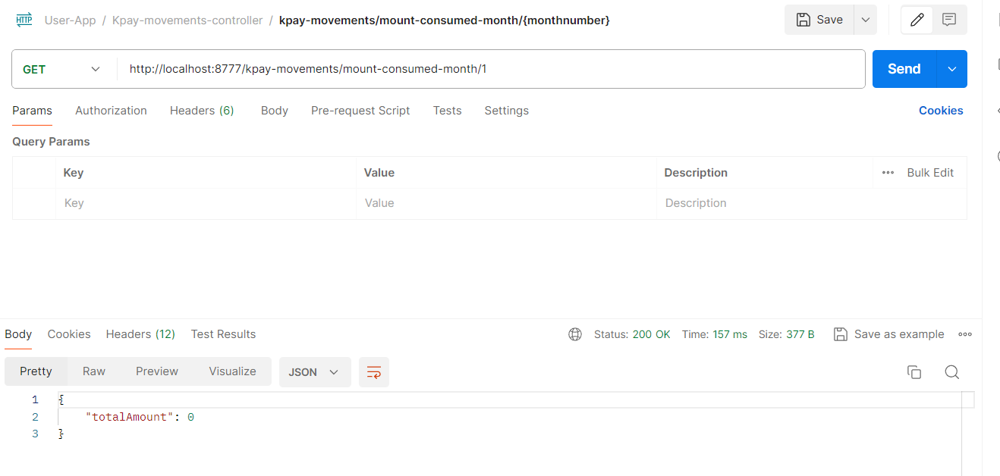 HTTP User-App / Kpay-movements-controller / kpay-movements/mount-consumed-month/{monthnumber} Save
GET http://localhost:8777/kpay-movements/mount-consumed-month/1 Send
Params Authorization Headers (6) Body Pre-request Script Tests Settings Cookies
Query Params
Key Value Description Bulk Edit
Key Value Description
Body Cookies Headers (12) Test Results Status: 200 OK Time: 157 ms Size: 377 B Save as example
Pretty Raw Preview Visualize JSON
1 {
2 "totalAmount": 0
3 }